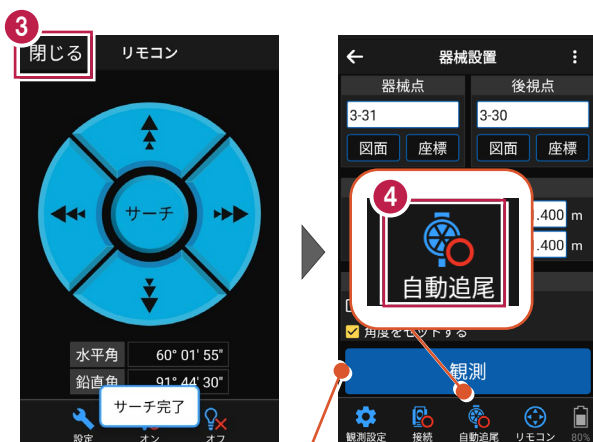 3
閉じる
リモコン
サーチ
水平角
60° 01' 55"
鉛直角
91° 44' 30"
サーチ完了
設定
オン
オフ
器械設置
器械点
後視点
3-31
3-30
図面
座標
図面
座標
4
.400 m
.400 m
自動追尾
角度をセットする
観測
観測設定
接続
自動追尾
リモコン
80%